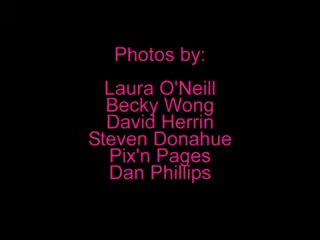 Photos by:
Laura O'Neill
Becky Wong
David Herrin
Steven Donahue
Pix'n Pages
Dan Phillips